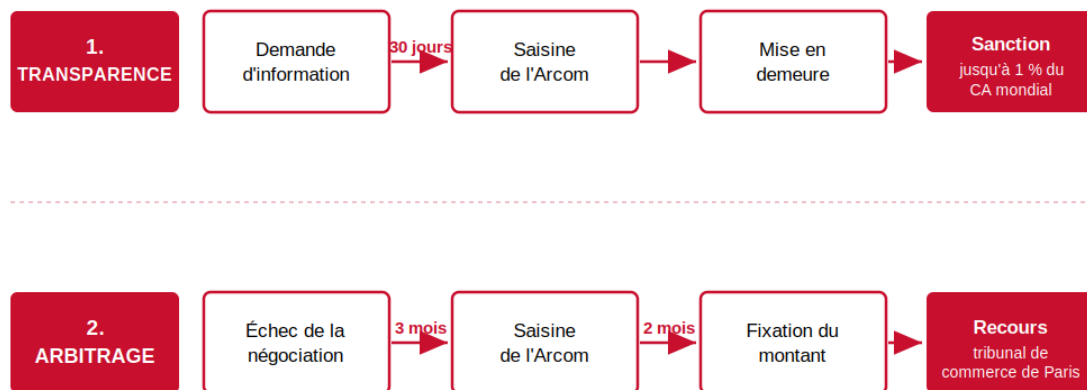 1.
TRANSPARENCE
Demande
d'information
30 jours
Saisine
de l'Arcom
Mise en
demeure
Sanction
jusqu'à 1 % du
CA mondial
2.
ARBITRAGE
Échec de la
négociation
3 mois
Saisine
de l'Arcom
2 mois
Fixation du
montant
Recours
tribunal de
commerce de Paris